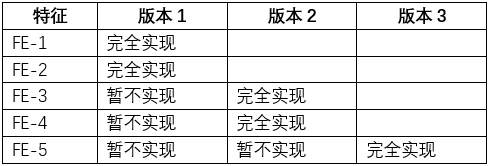 特征 版本 1 版本 2 版本 3
FE-1 完全实现
FE-2 完全实现
FE-3 暂不实现 完全实现
FE-4 暂不实现 完全实现
FE-5 暂不实现 暂不实现 完全实现